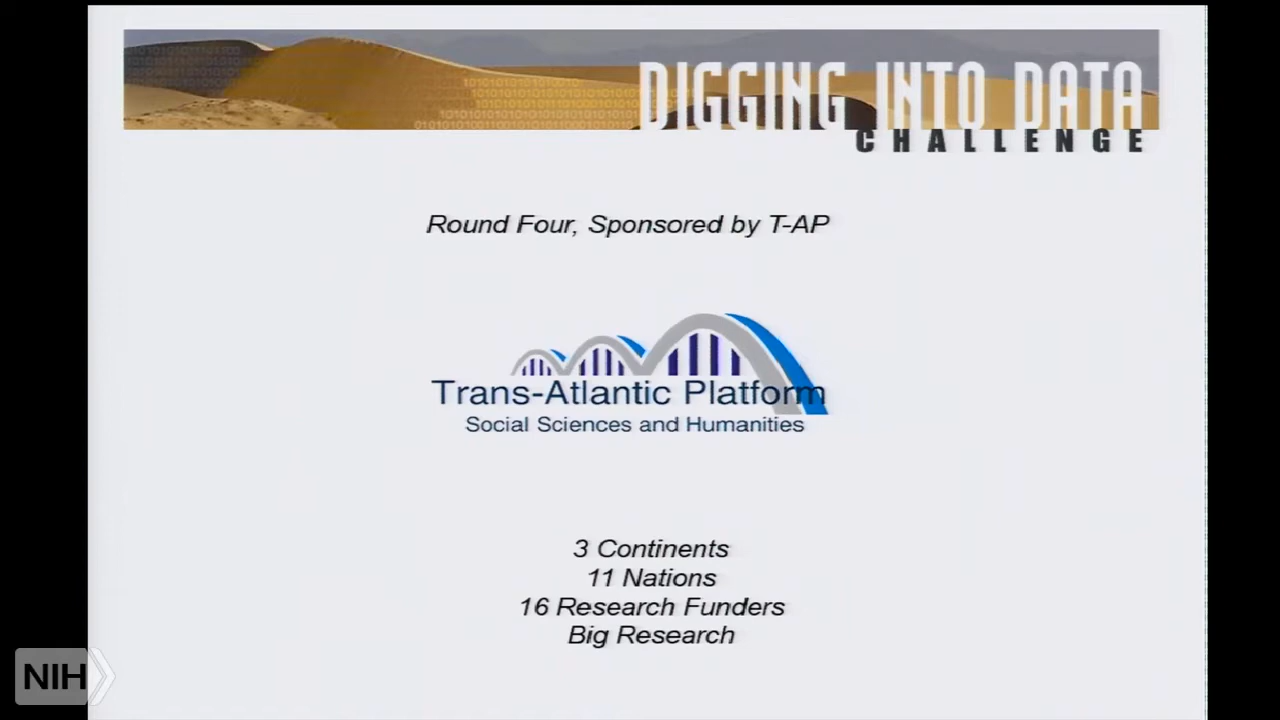 DIGGING INTO DATA
CHALLENGE
Round Four, Sponsored by T-AP
Trans-Atlantic Platform
Social Sciences and Humanities
3 Continents
11 Nations
16 Research Funders
Big Research
NIH